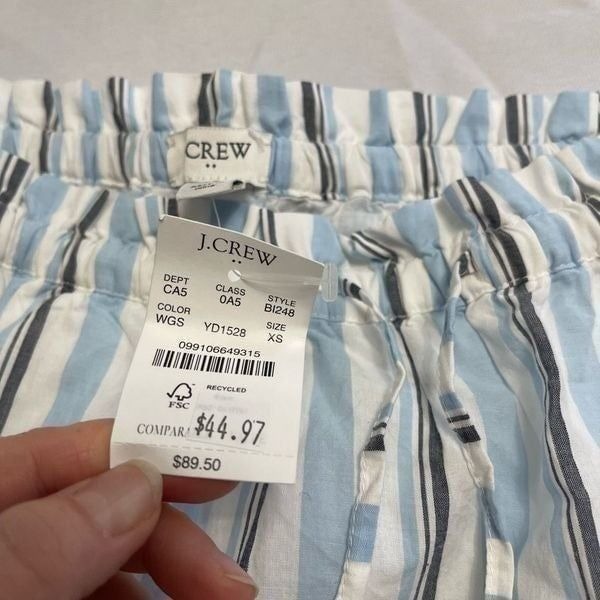 CREW
J.CREW
DEPT CLASS STYLE
CA5 0A5 BI248
COLOR SIZE
WGS YD1528 XS
099106649315
FSC
RECYCLED
COMPARA $44.97
$89.50